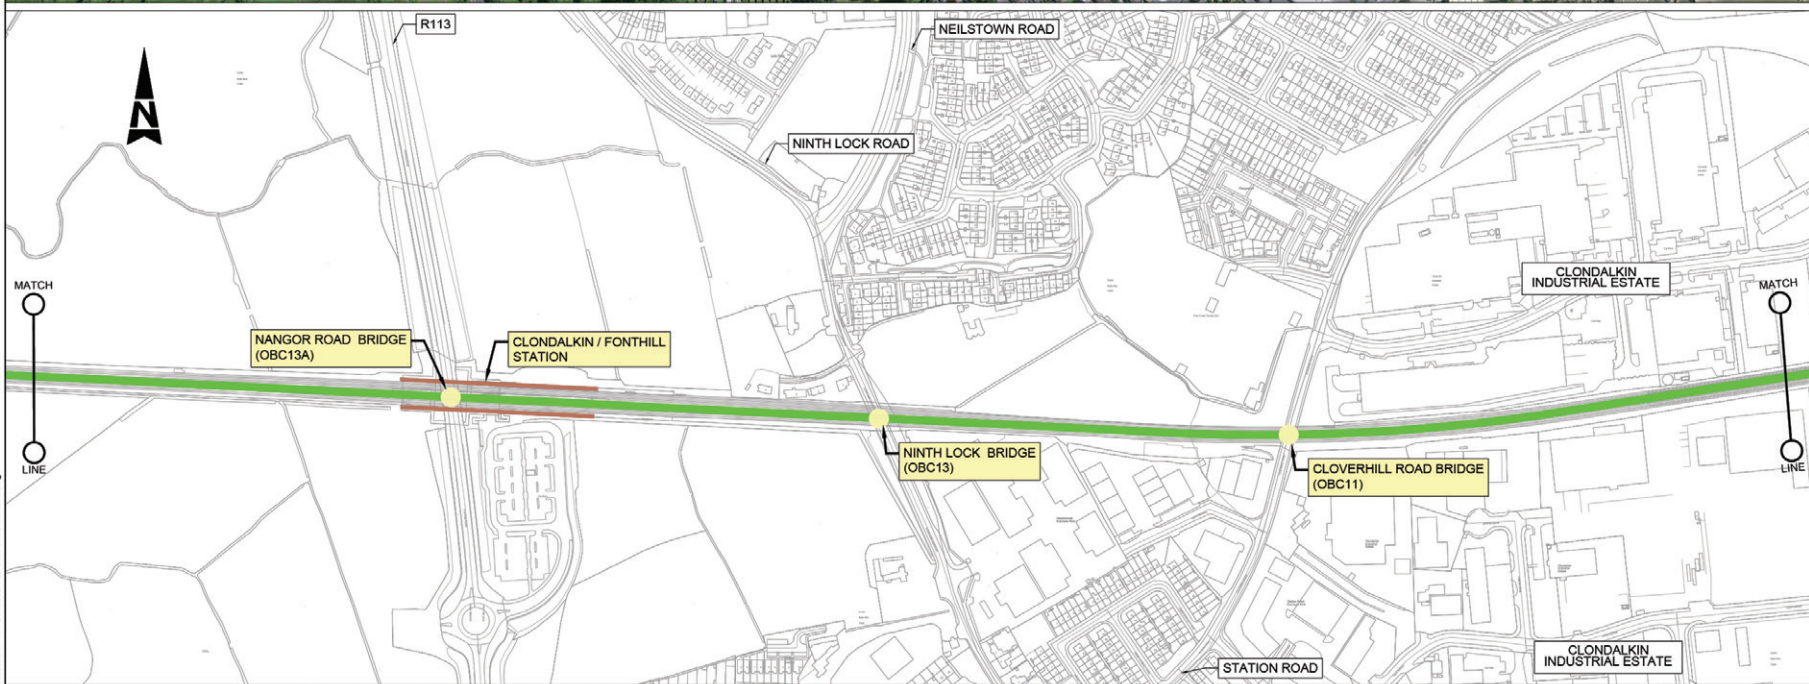 R113
NEILSTOWN ROAD
N
NINTH LOCK ROAD
CLONDALKIN
INDUSTRIAL ESTATE
MATCH
MATCH
NANGOR ROAD BRIDGE
(OBC13A)
CLONDALKIN / FONTHILL
STATION
LINE
NINTH LOCK BRIDGE
(OBC13)
CLOVERHILL ROAD BRIDGE
(OBC11)
LINE
STATION ROAD
CLONDALKIN
INDUSTRIAL ESTATE